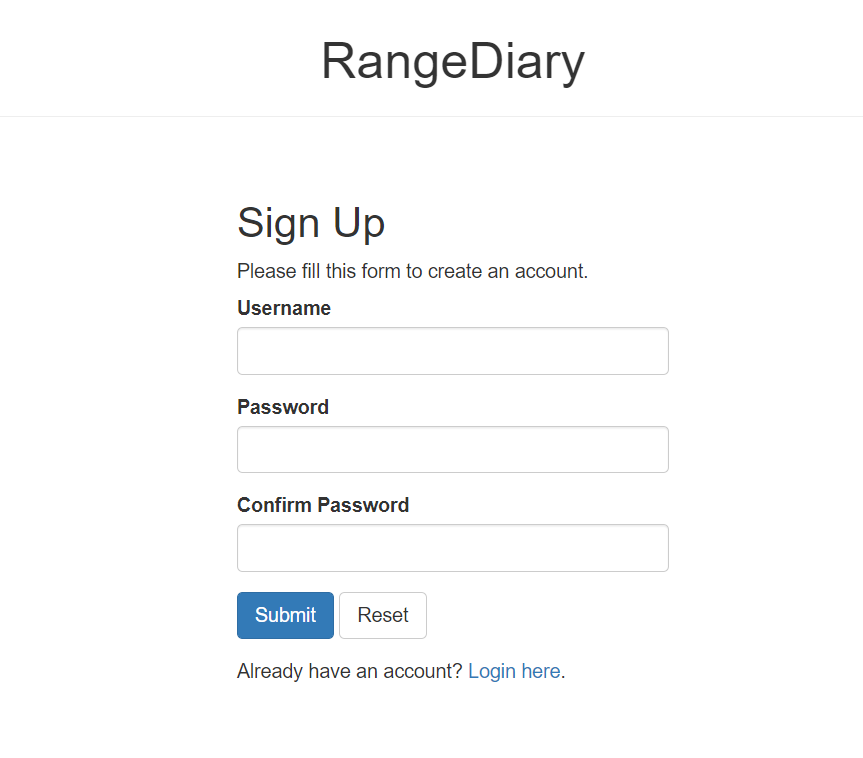 RangeDiary
Sign Up
Please fill this form to create an account.
Username
Password
Confirm Password
Submit Reset
Already have an account? Login here.